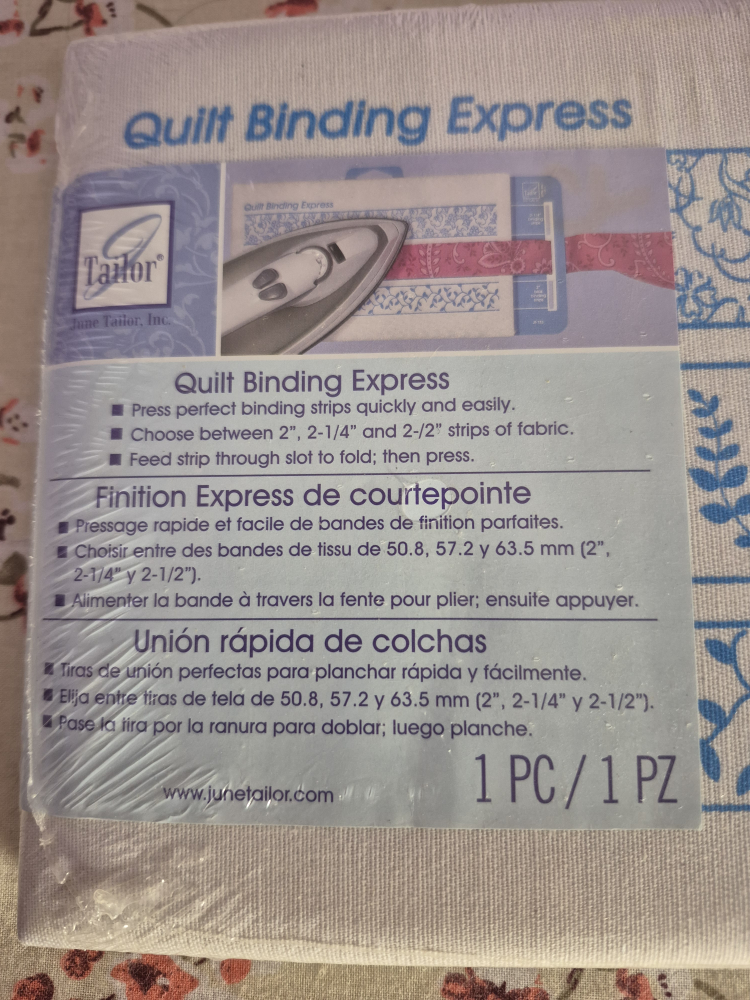 Quilt Binding Express
Quilt Binding Express
J
Tailor®
June Tailor, Inc.
Quilt Binding Express
■ Press perfect binding strips quickly and easily.
■ Choose between 2", 2-1/4" and 2-/2" strips of fabric.
■ Feed strip through slot to fold; then press.
Finition Express de courtepointe
■ Pressage rapide et facile de bandes de finition parfaites.
■ Choisir entre des bandes de tissu de 50.8, 57.2 y 63.5 mm (2",
2-1/4" y 2-1/2").
■ Alimenter la bande à travers la fente pour plier; ensuite appuyer.
Unión rápida de colchas
■ Tiras de unión perfectas para planchar rápida y fácilmente.
■ Elija entre tiras de tela de 50.8, 57.2 y 63.5 mm (2", 2-1/4" y 2-1/2").
■ Pase la tira por la ranura para doblar; luego planche.
www.junetailor.com
1 PC / 1 PZ